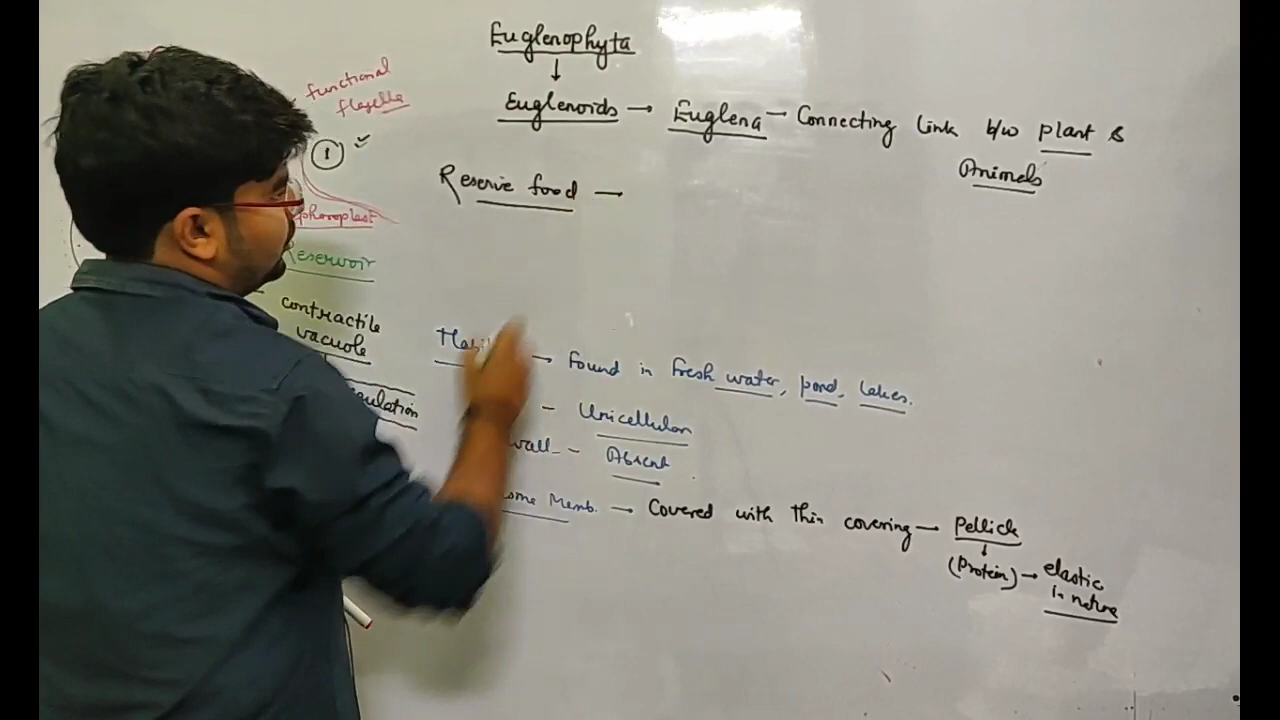 Euglenophyta
↓
Euglenoids → Euglena - Connecting link b/w plant &
Animals
Reserve food →
functional
flagella
1 ✓
Reservoir
contractile
vacuole
→ Found in fresh water, pond, lakes.
- Unicellular
wall - Absent
Memb. → Covered with thin covering → Pellicle
↓
(Protein) → elastic
in nature